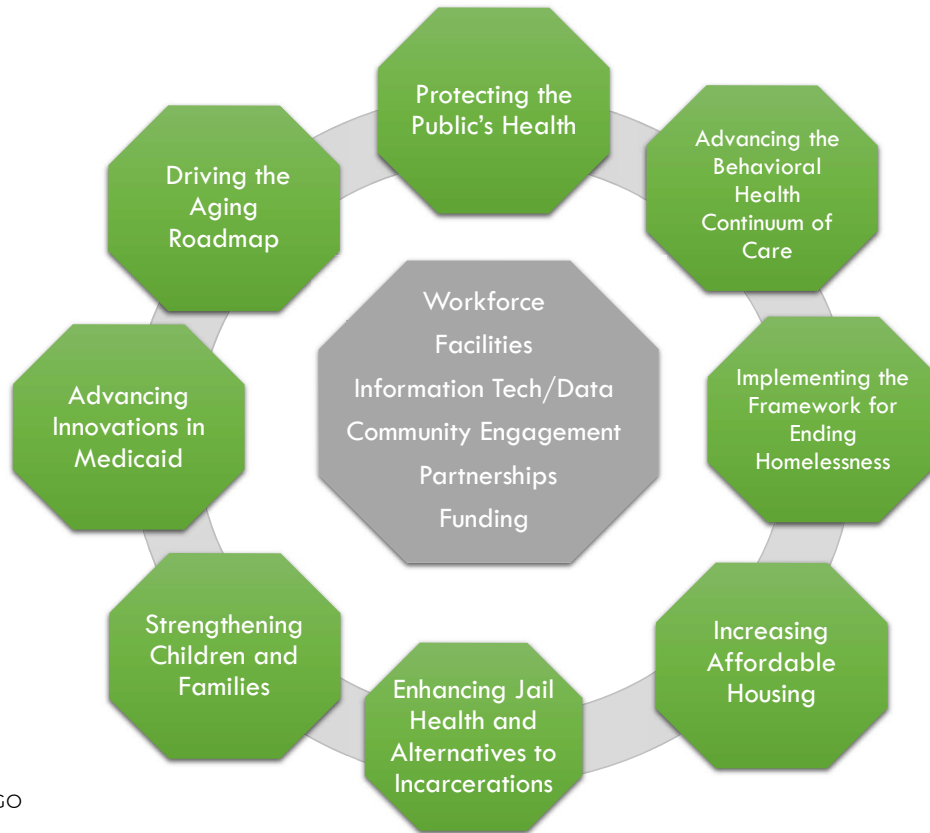 Protecting the
Public’s Health
Advancing the
Behavioral
Health
Continuum of
Care
Implementing the
Framework for
Ending
Homelessness
Increasing
Affordable
Housing
Enhancing Jail
Health and
Alternatives to
Incarcerations
Strengthening
Children and
Families
Advancing
Innovations in
Medicaid
Driving the
Aging
Roadmap
Workforce
Facilities
Information Tech/Data
Community Engagement
Partnerships
Funding
GO